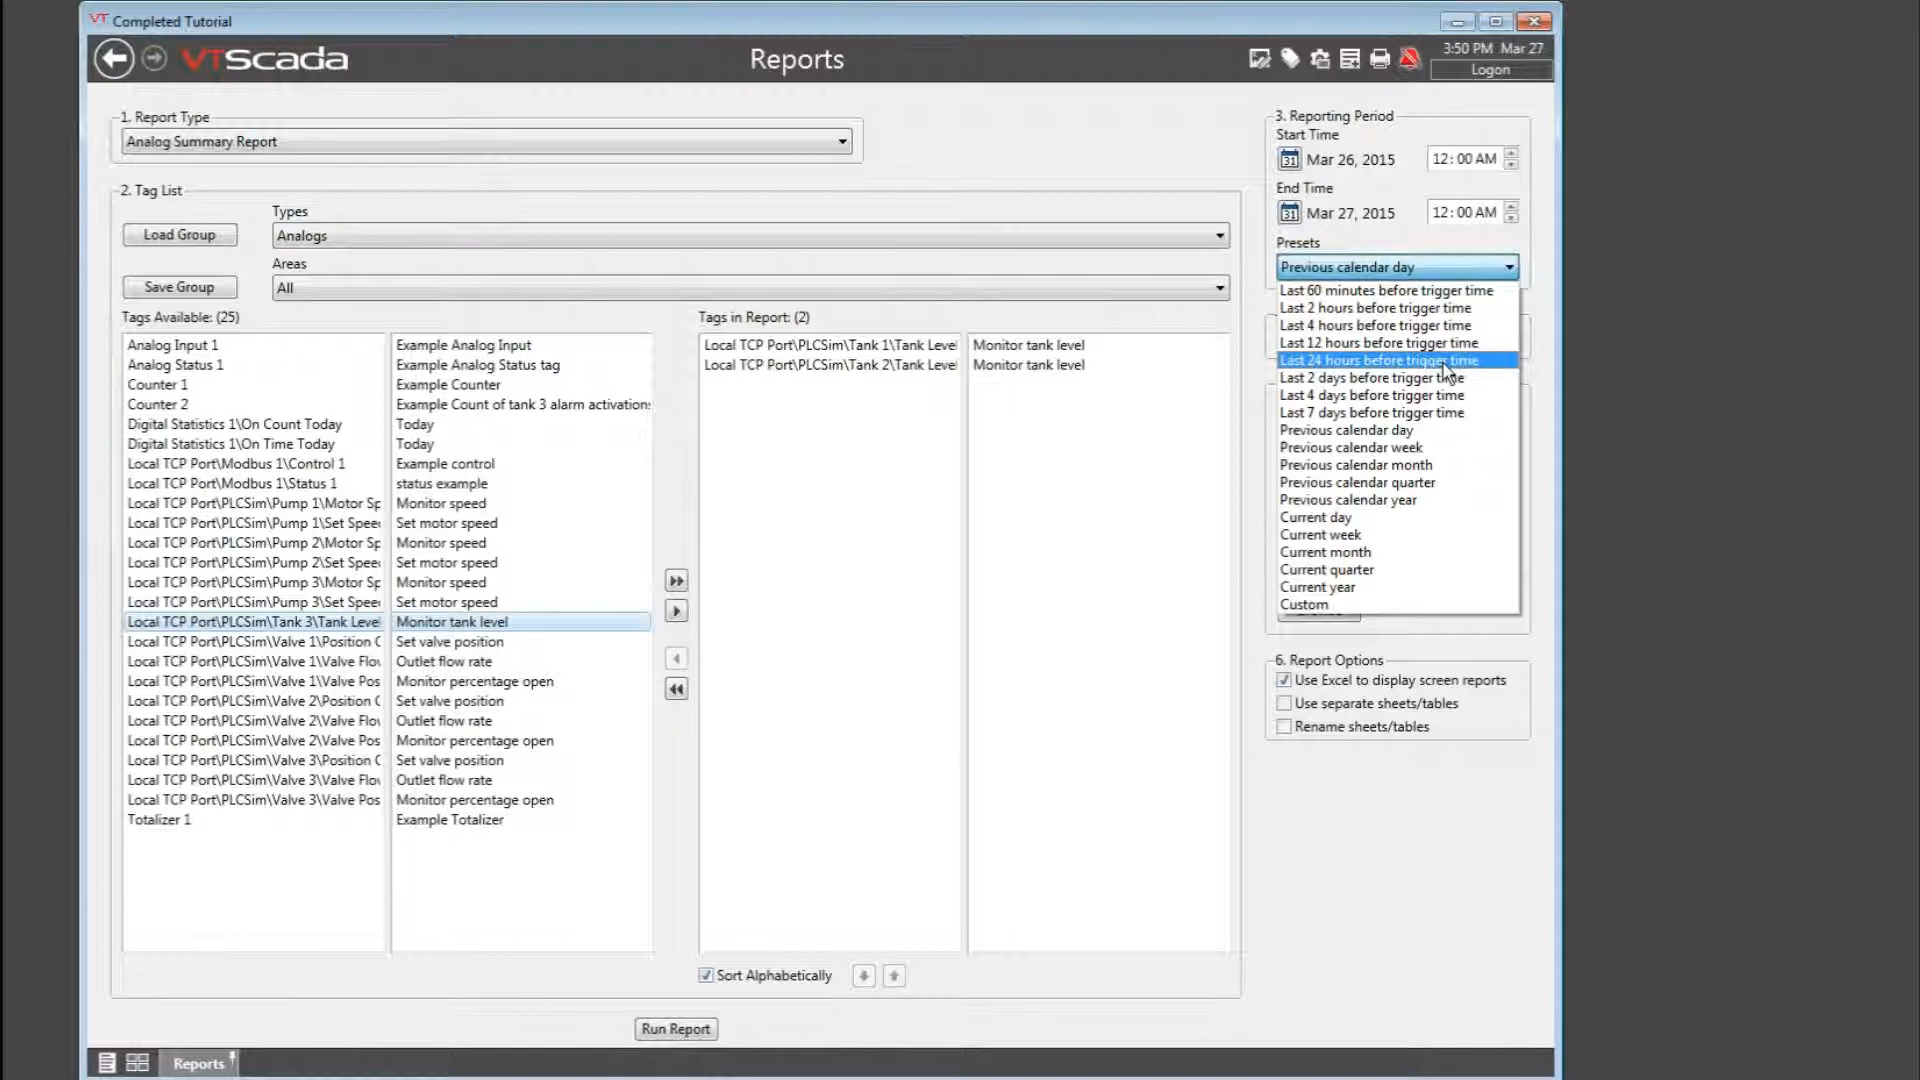 VT Completed Tutorial
VTScada
Reports
3:50 PM Mar 27
Logon
1. Report Type
Analog Summary Report
2. Tag List
Types
Load Group
Analogs
Areas
Save Group
All
Tags Available: (25)
Analog Input 1 Example Analog Input
Analog Status 1 Example Analog Status tag
Counter 1 Example Counter
Counter 2 Example Count of tank 3 alarm activations
Digital Statistics 1\On Count Today Today
Digital Statistics 1\On Time Today Today
Local TCP Port\Modbus 1\Control 1 Example control
Local TCP Port\Modbus 1\Status 1 status example
Local TCP Port\PLCSim\Pump 1\Motor Sp Monitor speed
Local TCP Port\PLCSim\Pump 1\Set Speed Set motor speed
Local TCP Port\PLCSim\Pump 2\Motor Sp Monitor speed
Local TCP Port\PLCSim\Pump 2\Set Speed Set motor speed
Local TCP Port\PLCSim\Pump 3\Motor Sp Monitor speed
Local TCP Port\PLCSim\Pump 3\Set Speed Set motor speed
Local TCP Port\PLCSim\Tank 3\Tank Level Monitor tank level
Local TCP Port\PLCSim\Valve 1\Position C Set valve position
Local TCP Port\PLCSim\Valve 1\Valve Flow Outlet flow rate
Local TCP Port\PLCSim\Valve 1\Valve Pos Monitor percentage open
Local TCP Port\PLCSim\Valve 2\Position C Set valve position
Local TCP Port\PLCSim\Valve 2\Valve Flow Outlet flow rate
Local TCP Port\PLCSim\Valve 2\Valve Pos Monitor percentage open
Local TCP Port\PLCSim\Valve 3\Position C Set valve position
Local TCP Port\PLCSim\Valve 3\Valve Flow Outlet flow rate
Local TCP Port\PLCSim\Valve 3\Valve Pos Monitor percentage open
Totalizer 1 Example Totalizer
Tags in Report: (2)
Local TCP Port\PLCSim\Tank 1\Tank Level Monitor tank level
Local TCP Port\PLCSim\Tank 2\Tank Level Monitor tank level
Sort Alphabetically
Run Report
3. Reporting Period
Start Time
31 Mar 26, 2015 12:00 AM
End Time
31 Mar 27, 2015 12:00 AM
Presets
Previous calendar day
Last 60 minutes before trigger time
Last 2 hours before trigger time
Last 4 hours before trigger time
Last 12 hours before trigger time
Last 24 hours before trigger time
Last 2 days before trigger time
Last 4 days before trigger time
Last 7 days before trigger time
Previous calendar day
Previous calendar week
Previous calendar month
Previous calendar quarter
Previous calendar year
Current day
Current week
Current month
Current quarter
Current year
Custom
6. Report Options
Use Excel to display screen reports
Use separate sheets/tables
Rename sheets/tables
Reports